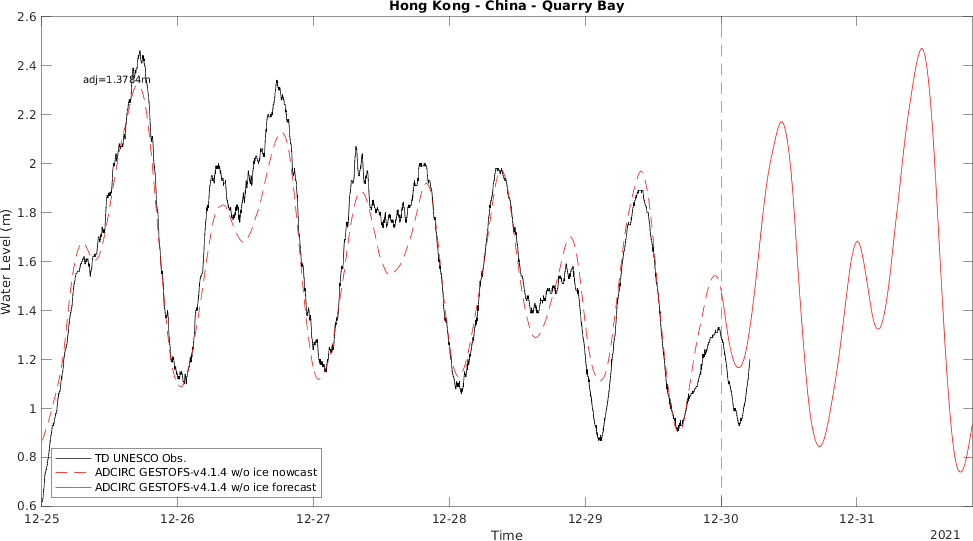 Hong Kong - China - Quarry Bay
2.6
2.4
2.2
2
1.8
1.6
1.4
1.2
1
0.8
0.6
Water Level (m)
adj=1.3784m
TD UNESCO Obs.
ADCIRC GESTOFS-v4.1.4 w/o ice nowcast
ADCIRC GESTOFS-v4.1.4 w/o ice forecast
12-25 12-26 12-27 12-28 12-29 12-30 12-31
Time
2021